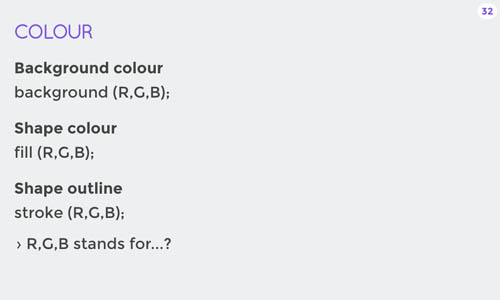 32
COLOUR
Background colour
background (R,G,B);
Shape colour
fill (R,G,B);
Shape outline
stroke (R,G,B);
› R,G,B stands for...?